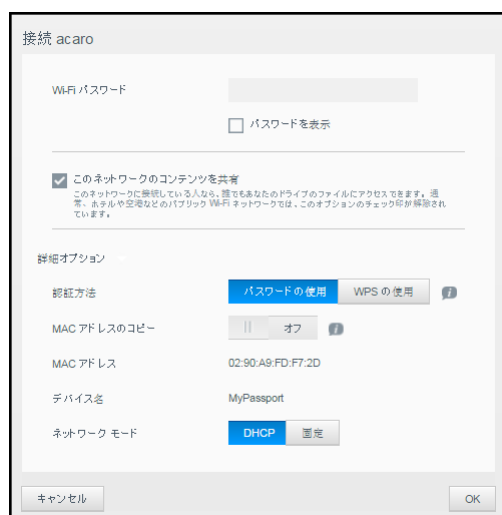 接続 acaro
Wi-Fi パスワード
パスワードを表示
このネットワークのコンテンツを共有
このネットワークに接続している人なら、誰でもあなたのドライブのファイルにアクセスできます。通
常、ホテルや空港などのパブリック Wi-Fi ネットワークでは、このオプションのチェック印が解除され
ています。
詳細オプション
認証方法 パスワードの使用 WPS の使用
MAC アドレスのコピー オフ
MAC アドレス 02:90:A9:FD:F7:2D
デバイス名 MyPassport
ネットワーク モード DHCP 固定
キャンセル OK